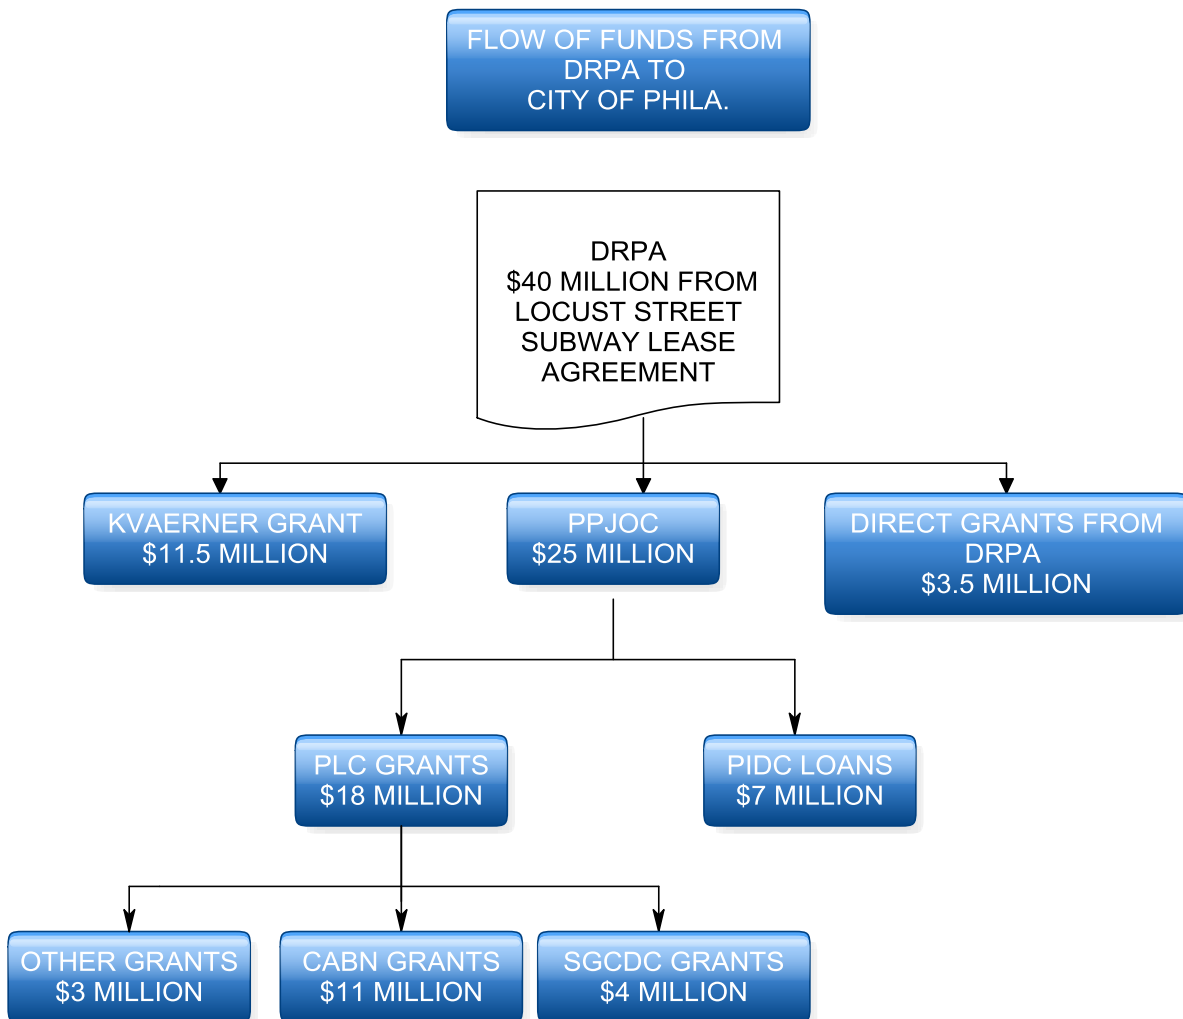 FLOW OF FUNDS FROM
DRPA TO
CITY OF PHILA.
DRPA
$40 MILLION FROM
LOCUST STREET
SUBWAY LEASE
AGREEMENT
KVAERNER GRANT
$11.5 MILLION
PPJOC
$25 MILLION
DIRECT GRANTS FROM
DRPA
$3.5 MILLION
PLC GRANTS
$18 MILLION
PIDC LOANS
$7 MILLION
OTHER GRANTS
$3 MILLION
CABN GRANTS
$11 MILLION
SGCDC GRANTS
$4 MILLION